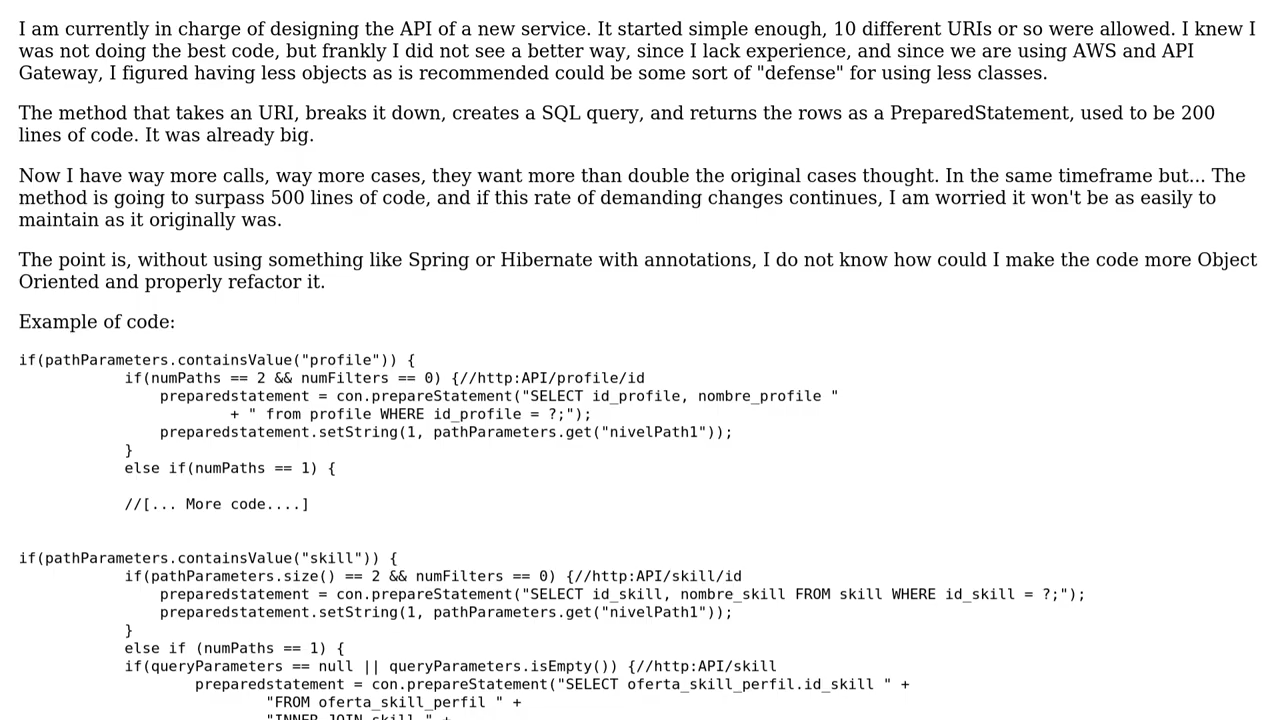 I am currently in charge of designing the API of a new service. It started simple enough, 10 different URIs or so were allowed. I knew I
was not doing the best code, but frankly I did not see a better way, since I lack experience, and since we are using AWS and API
Gateway, I figured having less objects as is recommended could be some sort of "defense" for using less classes.
The method that takes an URI, breaks it down, creates a SQL query, and returns the rows as a PreparedStatement, used to be 200
lines of code. It was already big.
Now I have way more calls, way more cases, they want more than double the original cases thought. In the same timeframe but... The
method is going to surpass 500 lines of code, and if this rate of demanding changes continues, I am worried it won't be as easily to
maintain as it originally was.
The point is, without using something like Spring or Hibernate with annotations, I do not know how could I make the code more Object
Oriented and properly refactor it.
Example of code:
if(pathParameters.containsValue("profile")) {
            if(numPaths == 2 && numFilters == 0) {//http:API/profile/id
                preparedstatement = con.prepareStatement("SELECT id_profile, nombre_profile "
                        + " from profile WHERE id_profile = ?;");
                preparedstatement.setString(1, pathParameters.get("nivelPath1"));
            }
            else if(numPaths == 1) {
            //[... More code....]
if(pathParameters.containsValue("skill")) {
            if(pathParameters.size() == 2 && numFilters == 0) {//http:API/skill/id
                preparedstatement = con.prepareStatement("SELECT id_skill, nombre_skill FROM skill WHERE id_skill = ?;");
                preparedstatement.setString(1, pathParameters.get("nivelPath1"));
            }
            else if (numPaths == 1) {
            if(queryParameters == null || queryParameters.isEmpty()) {//http:API/skill
                    preparedstatement = con.prepareStatement("SELECT oferta_skill_perfil.id_skill " +
                            "FROM oferta_skill_perfil " +
                            "INNER JOIN skill " +